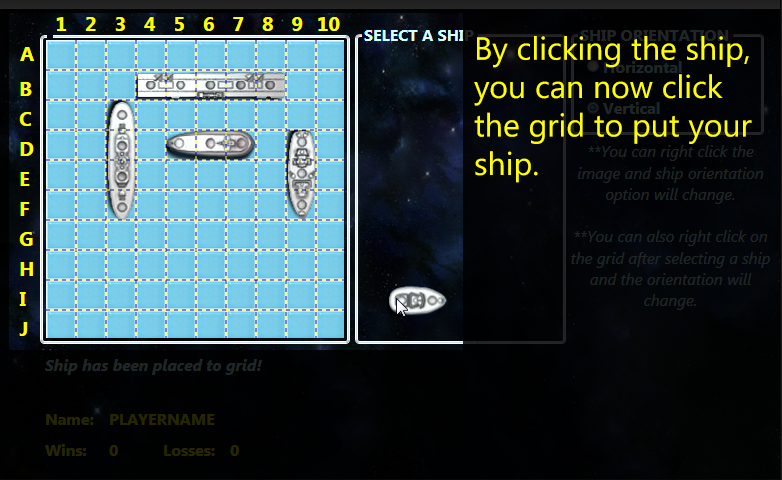 1 2 3 4 5 6 7 8 9 10
A
B
C
D
E
F
G
H
I
J
SELECT A SHIP
By clicking the ship,
you can now click
the grid to put your
ship.
SHIP ORIENTATION
Horizontal
Vertical
**You can right click the
image and ship orientation
option will change.
**You can also right click on
the grid after selecting a ship
and the orientation will
change.
Ship has been placed to grid!
Name: PLAYERNAME
Wins: 0 Losses: 0